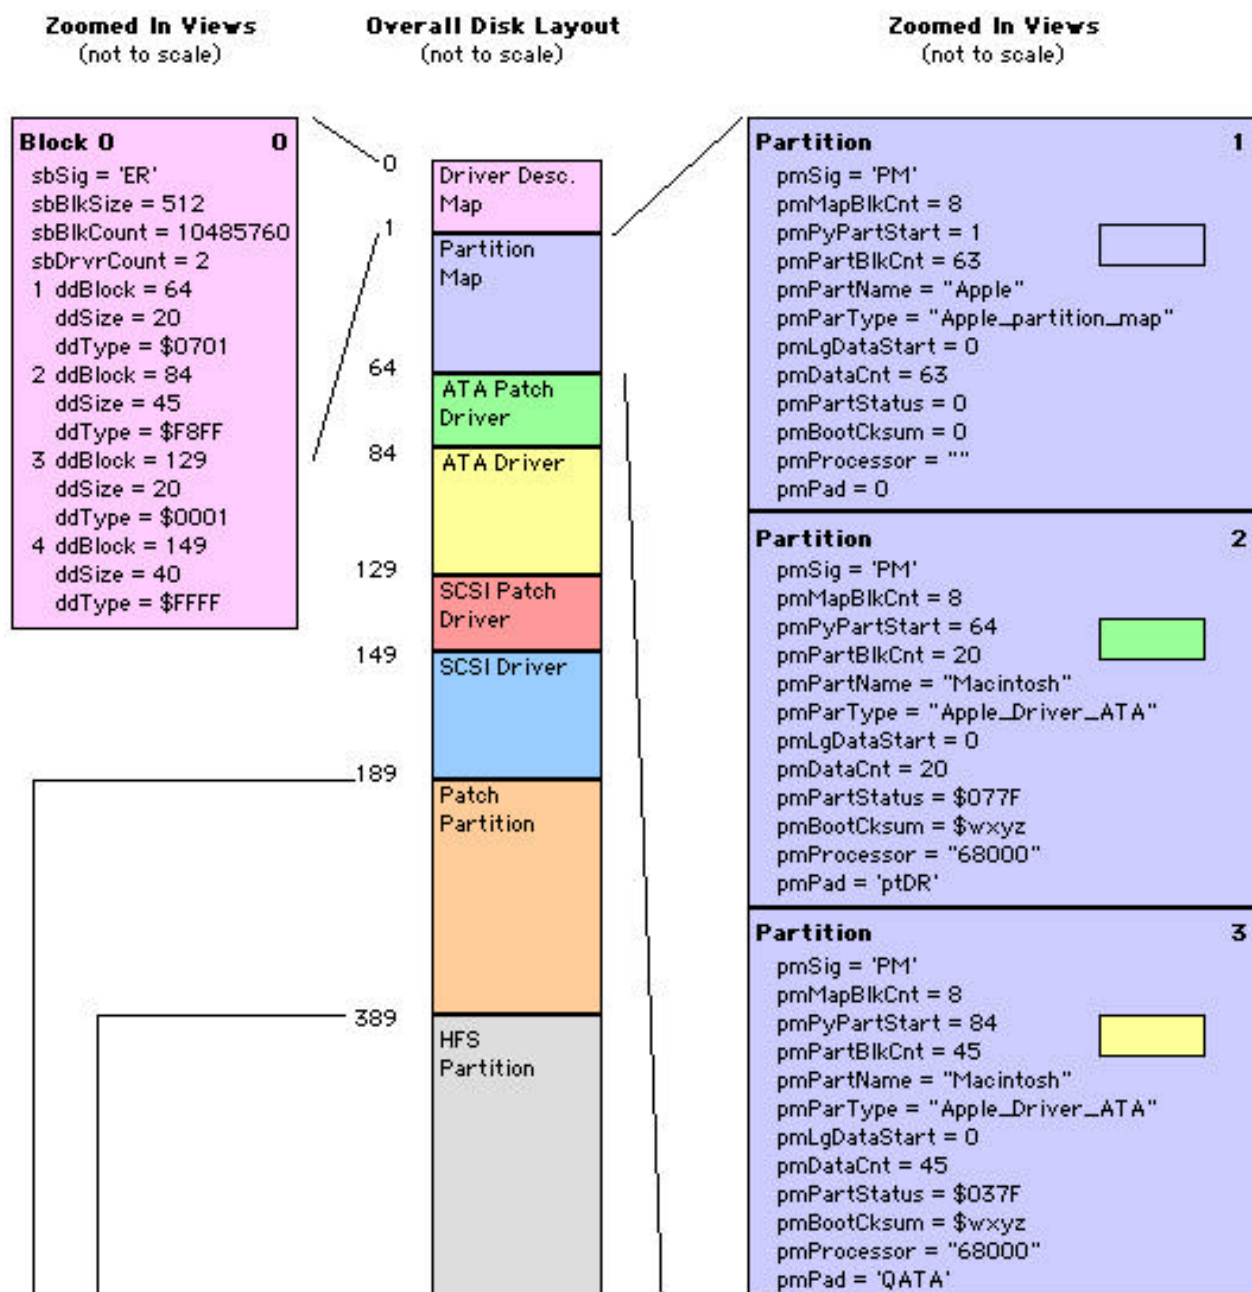 Zoomed In Views
(not to scale)
Overall Disk Layout
(not to scale)
Zoomed In Views
(not to scale)
Block 0 0
sbSig = 'ER'
sbBlkSize = 512
sbBlkCount = 10485760
sbDrvrCount = 2
1 ddBlock = 64
ddSize = 20
ddType = $0701
2 ddBlock = 84
ddSize = 45
ddType = $F8FF
3 ddBlock = 129
ddSize = 20
ddType = $0001
4 ddBlock = 149
ddSize = 40
ddType = $FFFF
0
Driver Desc.
Map
1
Partition
Map
64
ATA Patch
Driver
84
ATA Driver
129
SCSI Patch
Driver
149
SCSI Driver
189
Patch
Partition
389
HFS
Partition
Partition 1
pmSig = 'PM'
pmMapBlkCnt = 8
pmPyPartStart = 1
pmPartBlkCnt = 63
pmPartName = "Apple"
pmParType = "Apple_partition_map"
pmLgDataStart = 0
pmDataCnt = 63
pmPartStatus = 0
pmBootCksum = 0
pmProcessor = ""
pmPad = 0
Partition 2
pmSig = 'PM'
pmMapBlkCnt = 8
pmPyPartStart = 64
pmPartBlkCnt = 20
pmPartName = "Macintosh"
pmParType = "Apple_Driver_ATA"
pmLgDataStart = 0
pmDataCnt = 20
pmPartStatus = $077F
pmBootCksum = $wxyz
pmProcessor = "68000"
pmPad = 'ptDR'
Partition 3
pmSig = 'PM'
pmMapBlkCnt = 8
pmPyPartStart = 84
pmPartBlkCnt = 45
pmPartName = "Macintosh"
pmParType = "Apple_Driver_ATA"
pmLgDataStart = 0
pmDataCnt = 45
pmPartStatus = $037F
pmBootCksum = $wxyz
pmProcessor = "68000"
pmPad = 'QATA'